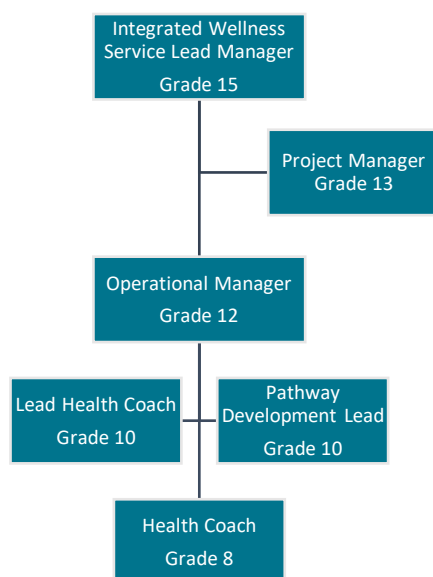 Integrated Wellness
Service Lead Manager
Grade 15
Project Manager
Grade 13
Operational Manager
Grade 12
Lead Health Coach
Grade 10
Pathway
Development Lead
Grade 10
Health Coach
Grade 8